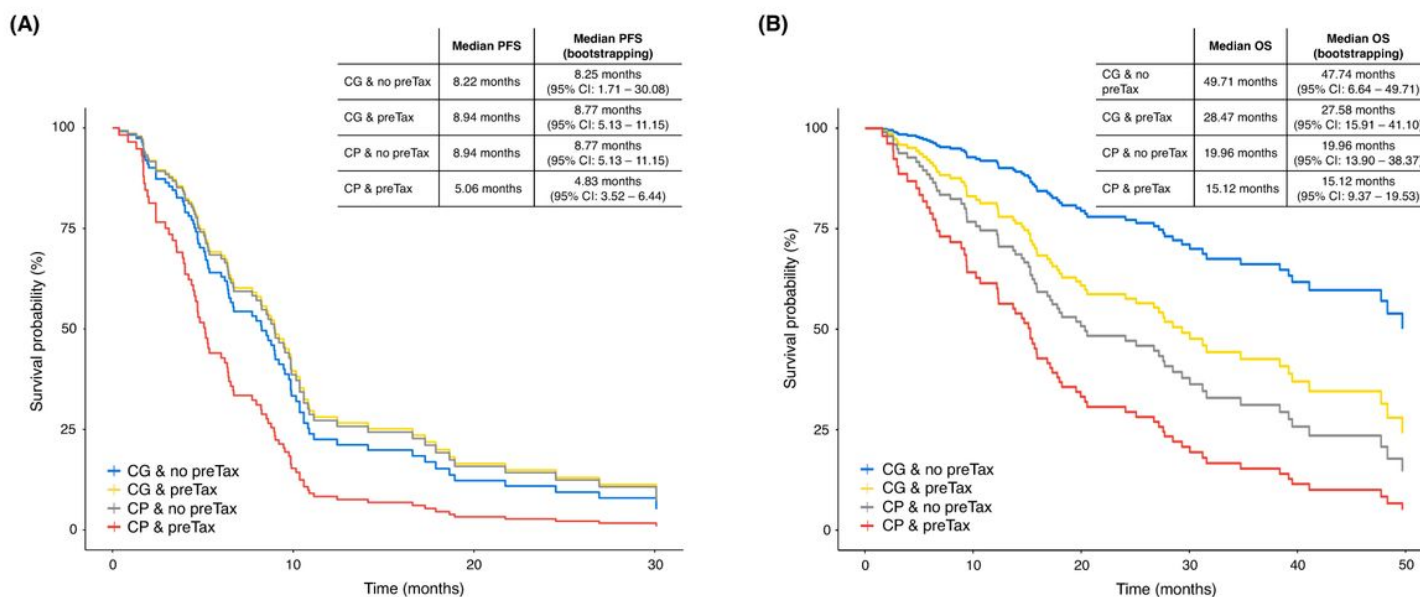 (A)
Median PFS
Median PFS
(bootstrapping)
CG & no preTax
8.22 months
8.25 months
(95% CI: 1.71 – 30.08)
CG & preTax
8.94 months
8.77 months
(95% CI: 5.13 – 11.15)
CP & no preTax
8.94 months
8.77 months
(95% CI: 5.13 – 11.15)
CP & preTax
5.06 months
4.83 months
(95% CI: 3.52 – 6.44)
Survival probability (%)
100
75
50
25
0
CG & no preTax
CG & preTax
CP & no preTax
CP & preTax
0
10
20
30
Time (months)
(B)
Median OS
Median OS
(bootstrapping)
CG & no
preTax
49.71 months
47.74 months
(95% CI: 6.64 – 49.71)
CG & preTax
28.47 months
27.58 months
(95% CI: 15.91 – 41.10)
CP & no preTax
19.96 months
19.96 months
(95% CI: 13.90 – 38.37)
CP & preTax
15.12 months
15.12 months
(95% CI: 9.37 – 19.53)
Survival probability (%)
100
75
50
25
0
CG & no preTax
CG & preTax
CP & no preTax
CP & preTax
0
10
20
30
40
50
Time (months)